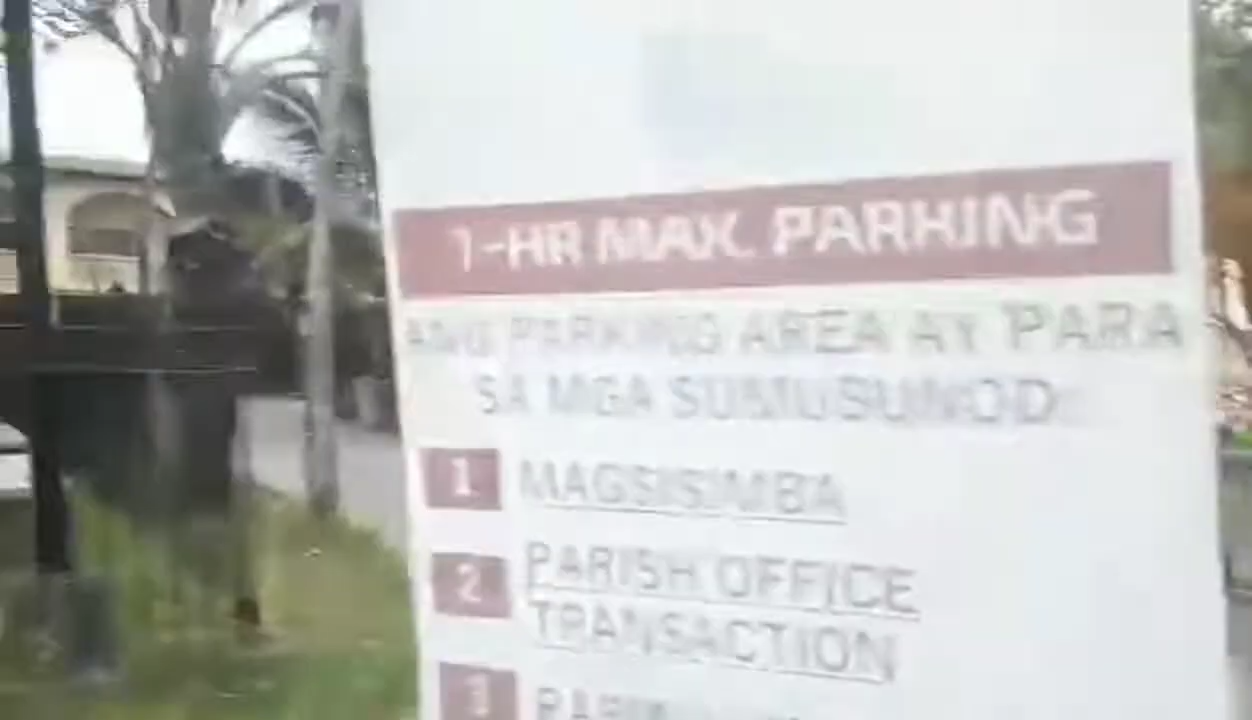 1-HR MAX. PARKING
ANG PARKING AREA AY PARA
SA MGA SUMUSUNOD:
1 MAGSISIMBA
2 PARISH OFFICE
TRANSACTION
3